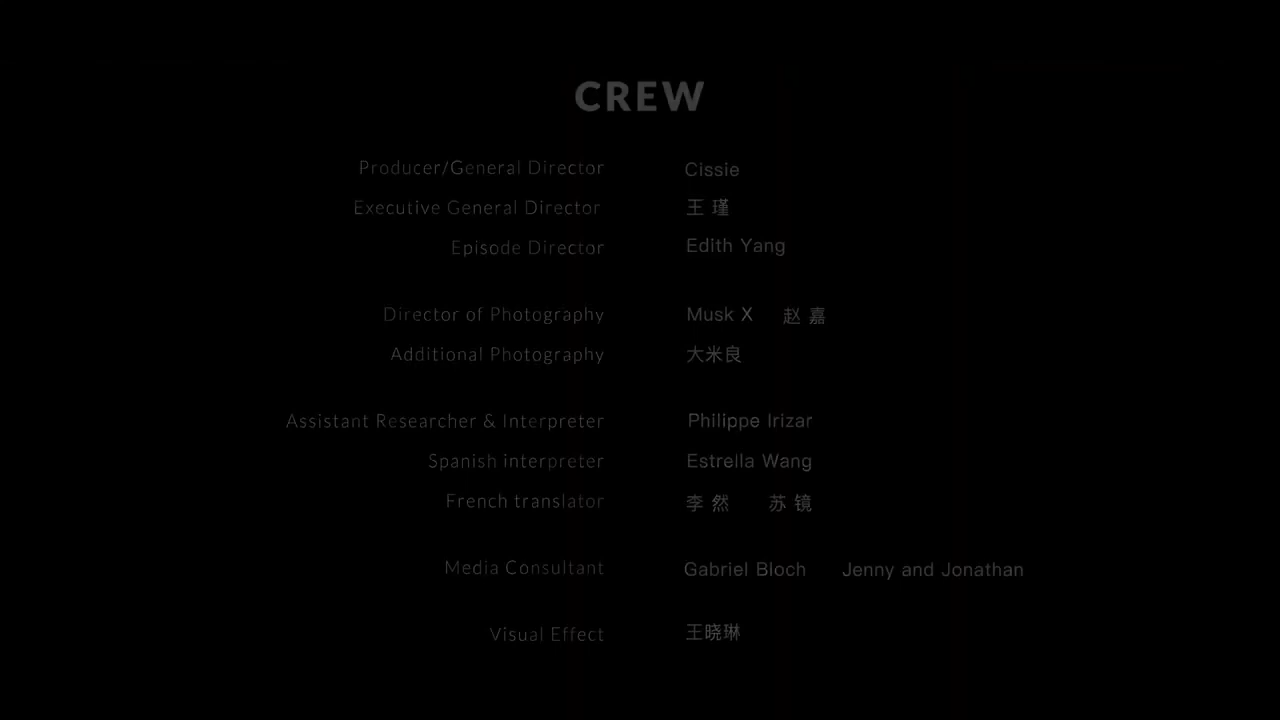 CREW
Producer/General Director Cissie
Executive General Director 王 瑾
Episode Director Edith Yang
Director of Photography Musk X 赵 嘉
Additional Photography 大米良
Assistant Researcher & Interpreter Philippe Irizar
Spanish interpreter Estrella Wang
French translator 李 然 苏 镜
Media Consultant Gabriel Bloch Jenny and Jonathan
Visual Effect 王晓琳